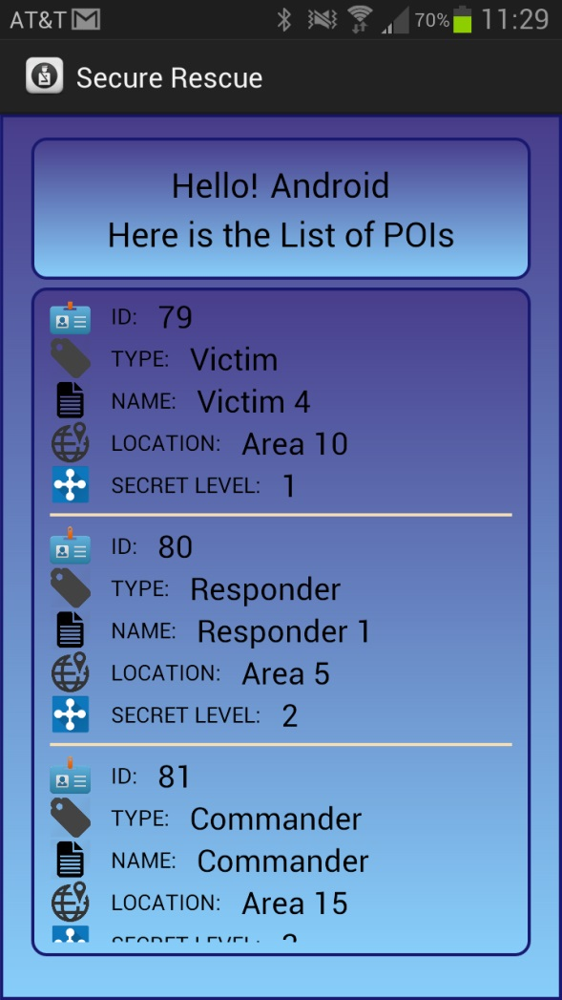 AT&T 70% 11:29
Secure Rescue
Hello! Android
Here is the List of POIs
ID: 79
TYPE: Victim
NAME: Victim 4
LOCATION: Area 10
SECRET LEVEL: 1
ID: 80
TYPE: Responder
NAME: Responder 1
LOCATION: Area 5
SECRET LEVEL: 2
ID: 81
TYPE: Commander
NAME: Commander
LOCATION: Area 15
SECRET LEVEL: